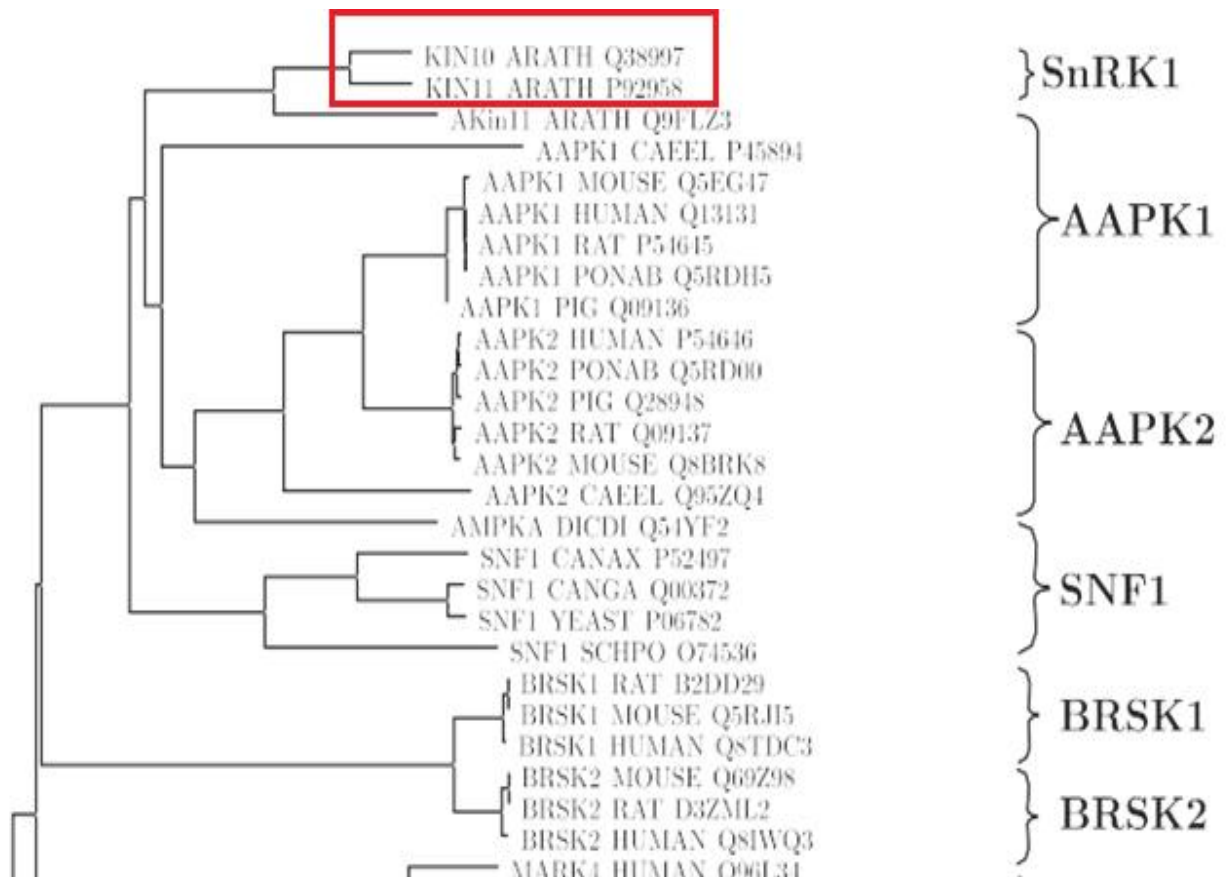 KIN10 ARATH Q38997
KIN11 ARATH P92958
SnRK1
AKin11 ARATH Q9FLZ3
AAPK1 CAEEL P45894
AAPK1 MOUSE Q5EG47
AAPK1 HUMAN Q13131
AAPK1
AAPK1 RAT P54645
AAPK1 PONAB Q5RDH5
AAPK1 PIG Q09136
AAPK2 HUMAN P54646
AAPK2 PONAB Q5RD00
AAPK2 PIG Q28948
AAPK2 RAT Q09137
AAPK2
AAPK2 MOUSE Q8BRK8
AAPK2 CAEEL Q95ZQ4
AMPKA DICDI Q54YF2
SNF1 CANAX P52497
SNF1 CANGA Q00372
SNF1
SNF1 YEAST P06782
SNF1 SCHPO O74536
BRSK1 RAT B2DD29
BRSK1 MOUSE Q5RJI5
BRSK1
BRSK1 HUMAN Q8TDC3
BRSK2 MOUSE Q69Z98
BRSK2 RAT D3ZML2
BRSK2
BRSK2 HUMAN Q8IWQ3
MARK4 HUMAN Q96L34